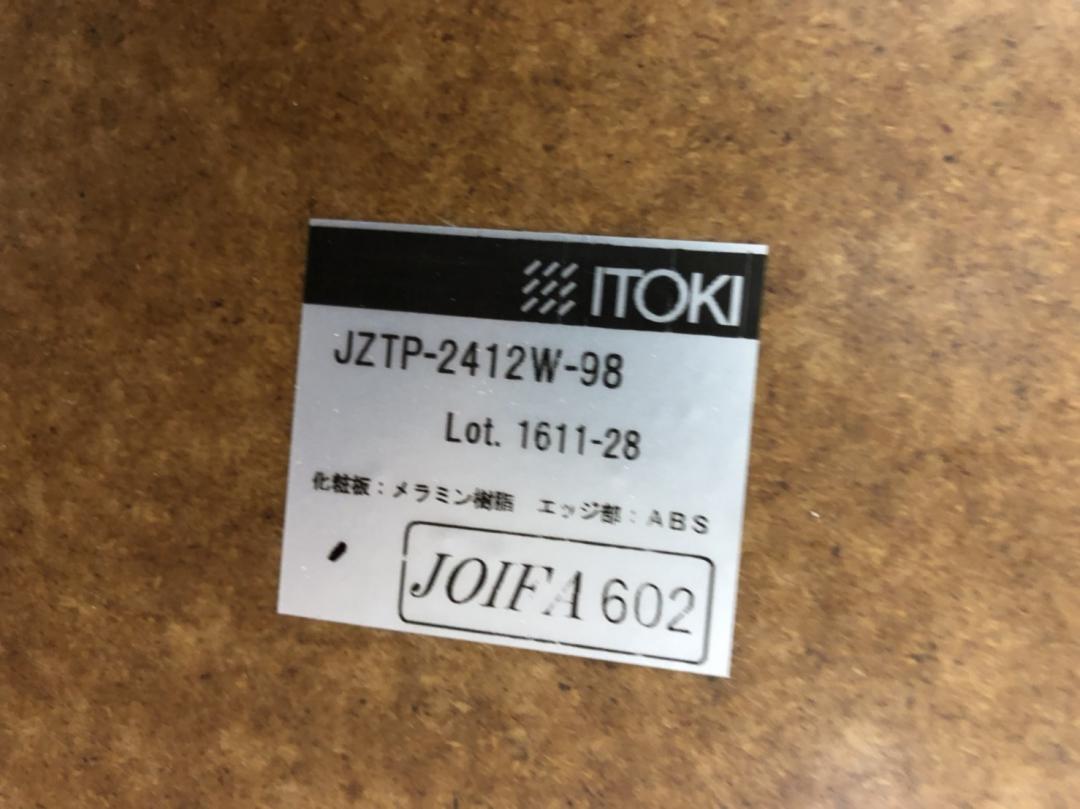 ITOKI
JZTP-2412W-98
Lot. 1611-28
化粧板：メラミン樹脂　エッジ部：ABS
JOIFA 602